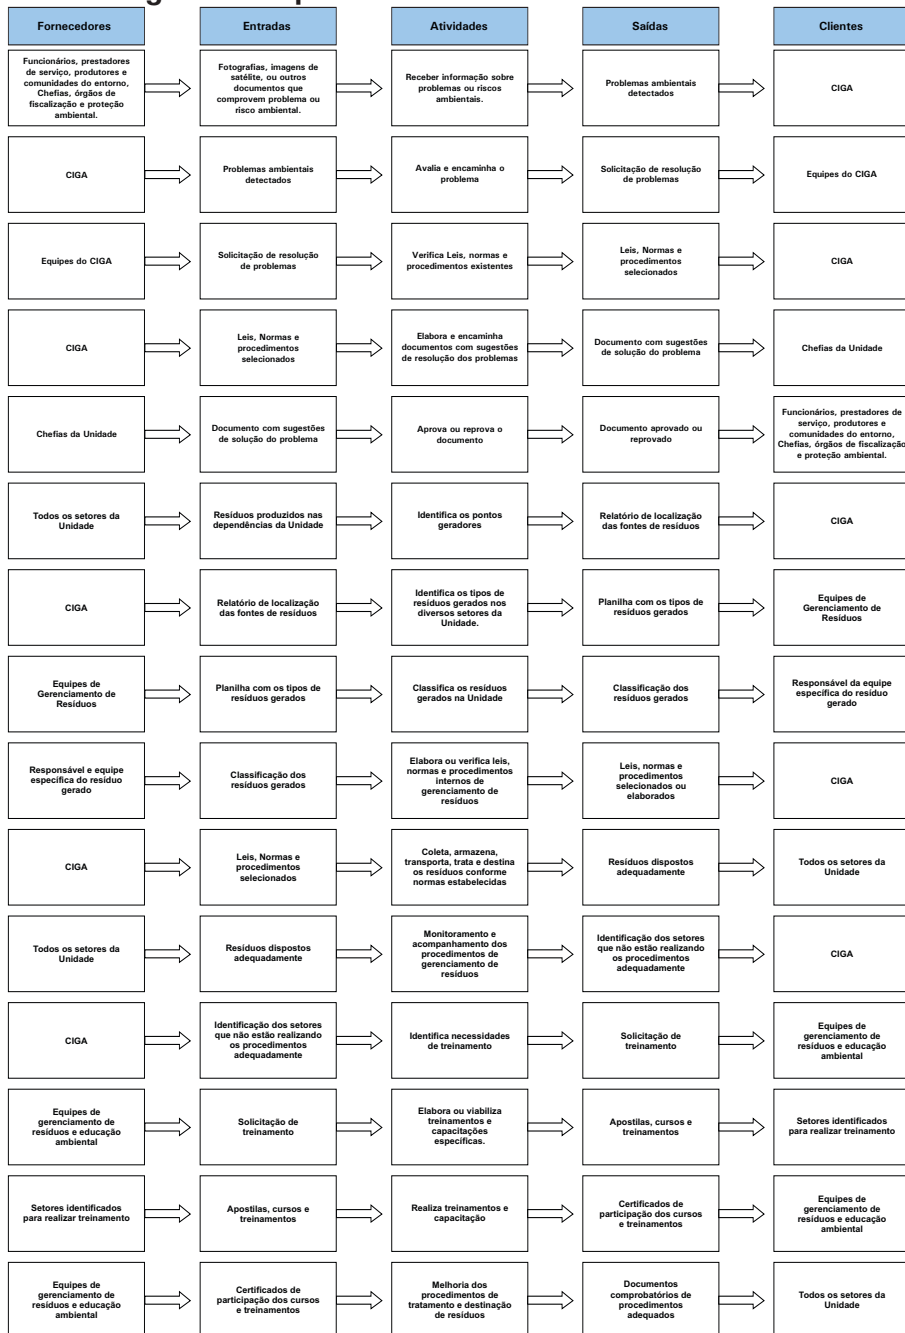 Fornecedores
Entradas
Atividades
Saídas
Clientes
Funcionários, prestadores
de serviço, produtores e
comunidades do entorno,
Chefias, órgãos de
fiscalização e proteção
ambiental.
Fotografias, imagens de
satélite, ou outros
documentos que
comprovem problema ou
risco ambiental.
Receber informação sobre
problemas ou riscos
ambientais.
Problemas ambientais
detectados
CIGA
CIGA
Problemas ambientais
detectados
Avalia e encaminha o
problema
Solicitação de resolução
de problemas
Equipes do CIGA
Equipes do CIGA
Solicitação de resolução
de problemas
Verifica Leis, normas e
procedimentos existentes
Leis, Normas e
procedimentos
selecionados
CIGA
CIGA
Leis, Normas e
procedimentos
selecionados
Elabora e encaminha
documentos com sugestões
de resolução dos problemas
Documento com sugestões
de solução do problema
Chefias da Unidade
Chefias da Unidade
Documento com sugestões
de solução do problema
Aprova ou reprova o
documento
Documento aprovado ou
reprovado
Funcionários, prestadores de
serviço, produtores e
comunidades do entorno,
Chefias, órgãos de fiscalização
e proteção ambiental.
Todos os setores da
Unidade
Resíduos produzidos nas
dependências da Unidade
Identifica os pontos
geradores
Relatório de localização
das fontes de resíduos
CIGA
CIGA
Relatório de localização
das fontes de resíduos
Identifica os tipos de
resíduos gerados nos
diversos setores da
Unidade.
Planilha com os tipos de
resíduos gerados
Equipes de
Gerenciamento de
Resíduos
Equipes de
Gerenciamento de
Resíduos
Planilha com os tipos de
resíduos gerados
Classifica os resíduos
gerados na Unidade
Classificação dos
resíduos gerados
Responsável da equipe
específica do resíduo
gerado
Responsável e equipe
específica do resíduo
gerado
Classificação dos
resíduos gerados
Elabora ou verifica leis,
normas e procedimentos
internos de
gerenciamento de
resíduos
Leis, normas e
procedimentos
selecionados ou
elaborados
CIGA
CIGA
Leis, Normas e
procedimentos
selecionados
Coleta, armazena,
transporta, trata e destina
os resíduos conforme
normas estabelecidas
Resíduos dispostos
adequadamente
Todos os setores da
Unidade
Todos os setores da
Unidade
Resíduos dispostos
adequadamente
Monitoramento e
acompanhamento dos
procedimentos de
gerenciamento de
resíduos
Identificação dos setores
que não estão realizando
os procedimentos
adequadamente
CIGA
CIGA
Identificação dos setores
que não estão realizando
os procedimentos
adequadamente
Identifica necessidades
de treinamento
Solicitação de
treinamento
Equipes de
gerenciamento de
resíduos e educação
ambiental
Equipes de
gerenciamento de
resíduos e educação
ambiental
Solicitação de
treinamento
Elabora ou viabiliza
treinamentos e
capacitações
específicas.
Apostilas, cursos e
treinamentos
Setores identificados
para realizar treinamento
Setores identificados
para realizar treinamento
Apostilas, cursos e
treinamentos
Realiza treinamentos e
capacitação
Certificados de
participação dos cursos
e treinamentos
Equipes de
gerenciamento de
resíduos e educação
ambiental
Equipes de
gerenciamento de
resíduos e educação
ambiental
Certificados de
participação dos cursos
e treinamentos
Melhoria dos
procedimentos de
tratamento e destinação
de resíduos
Documentos
comprobatórios de
procedimentos
adequados
Todos os setores da
Unidade